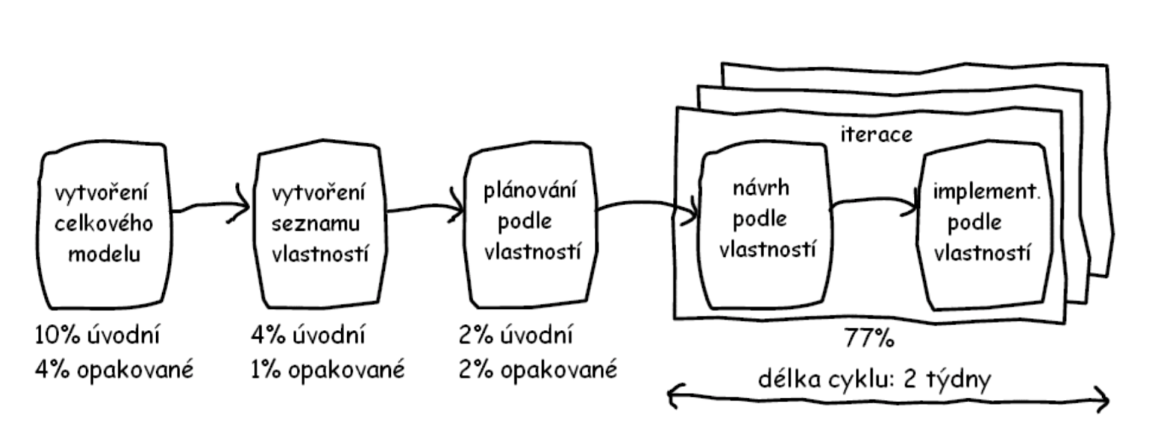 vytvoření
celkového
modelu
10% úvodní
4% opakované
vytvoření
seznamu
vlastností
4% úvodní
1% opakované
plánování
podle
vlastností
2% úvodní
2% opakované
iterace
návrh
podle
vlastností
implement.
podle
vlastností
77%
délka cyklu: 2 týdny